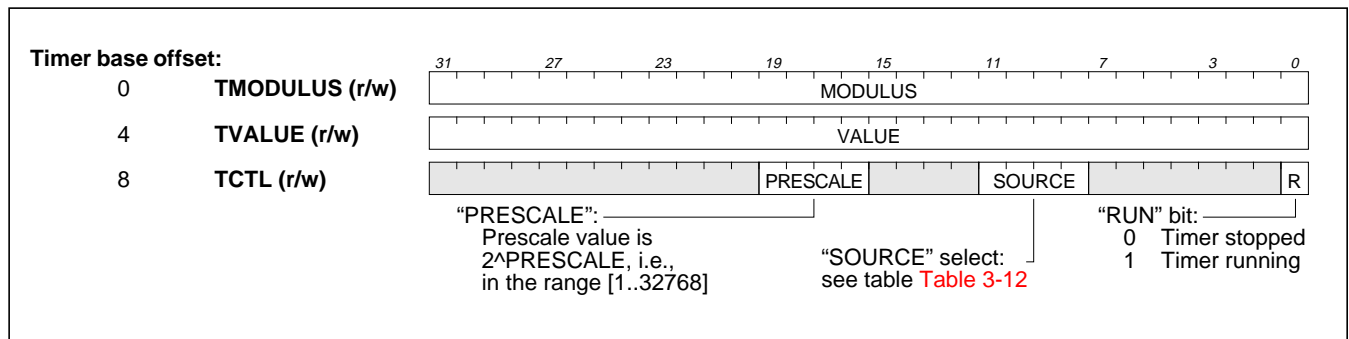 Timer base offset:
31 27 23 19 15 11 7 3 0
0 TMODULUS (r/w) MODULUS
4 TVALUE (r/w) VALUE
8 TCTL (r/w) PRESCALE SOURCE R
“PRESCALE”:
Prescale value is
2^PRESCALE, i.e.,
in the range [1..32768]
“SOURCE” select:
see table Table 3-12
“RUN” bit:
0 Timer stopped
1 Timer running